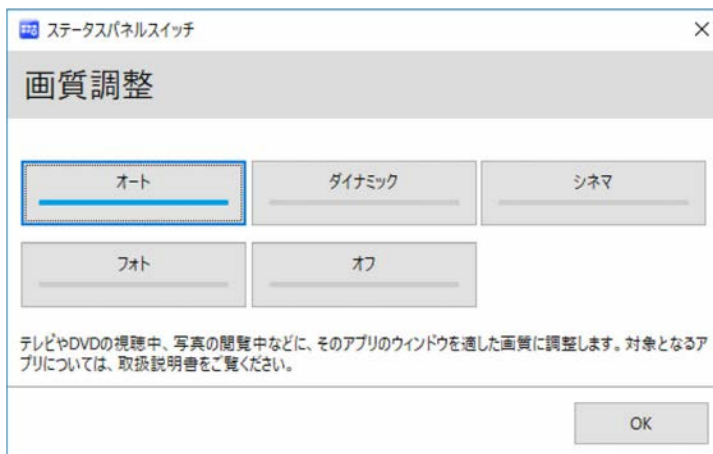 ステータスパネルスイッチ
画質調整
オート
ダイナミック
シネマ
フォト
オフ
テレビやDVDの視聴中、写真の閲覧中などに、そのアプリのウィンドウを適した画質に調整します。対象となるア
プリについては、取扱説明書をご覧ください。
OK